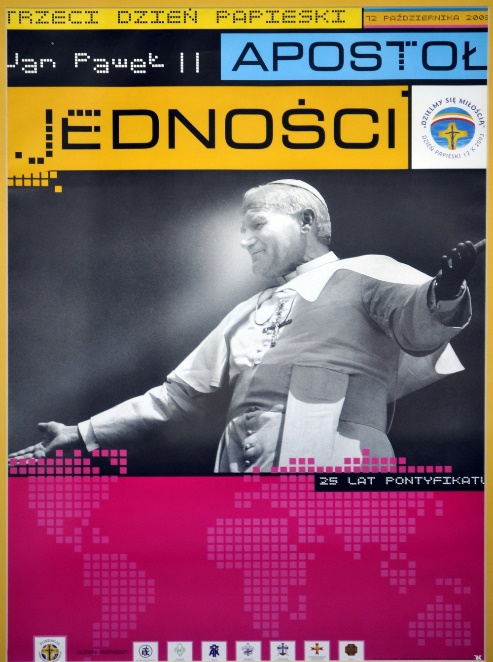 TRZECI DZIEŃ PAPIESKI
12 PAŹDZIERNIKA 2003
Jan Paweł II
APOSTOŁ
JEDNOŚCI
DZIELMY SIĘ MIŁOŚCIĄ
DZIEŃ PAPIESKI 12 X 2003
25 LAT PONTYFIKATU